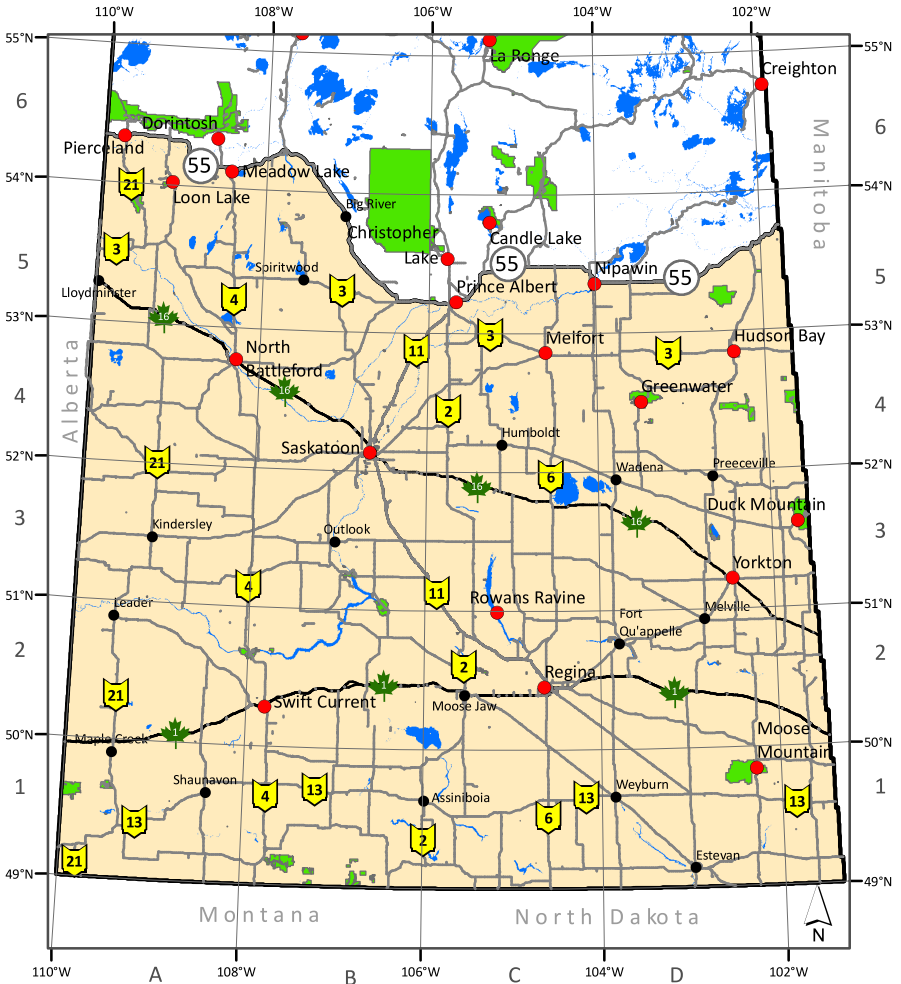 110°W 108°W 106°W 104°W 102°W
55°N
55°N
La Ronge
Creighton
6
6
Dorintosh
Pierceland
55
Meadow Lake
54°N
54°N
21
Loon Lake
Big River
Christopher
Lake
Candle Lake
Manitoba
3
55
Nipawin
55
5
5
Spiritwood
Lloydminster
4
3
Prince Albert
16
53°N
53°N
3
11
North
Battleford
Melfort
3
Hudson Bay
Alberta
16
Greenwater
4
4
2
Humboldt
Saskatoon
52°N
52°N
21
6
Wadena
Preeceville
16
Duck Mountain
3
3
16
Kindersley
Outlook
Yorkton
4
11
51°N
51°N
Leader
Rowans Ravine
Fort
Qu'appelle
Melville
2
2
2
Regina
21
1
1
Moose Jaw
Swift Current
1
50°N
50°N
Maple Creek
Moose
Mountain
1
1
Shaunavon
4
13
Assiniboia
Weyburn
13
13
13
6
2
21
Estevan
49°N
49°N
Montana
North Dakota
N
110°W A 108°W B 106°W C 104°W D 102°W